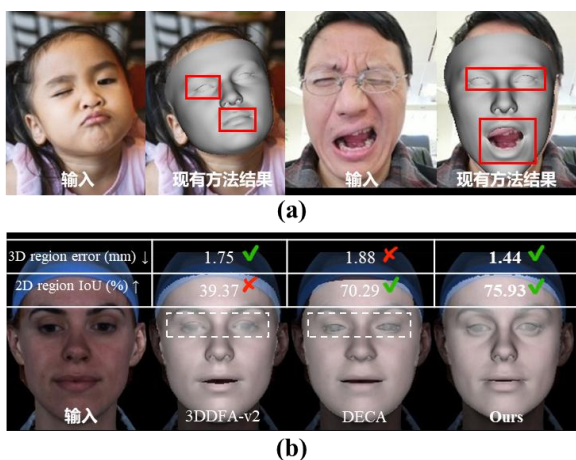 输入 现有方法结果 输入 现有方法结果
(a)
3D region error (mm) ↓ 1.75 ✔ 1.88 ✘ 1.44 ✔
2D region IoU (%) ↑ 39.37 ✘ 70.29 ✔ 75.93 ✔
输入 3DDFA-v2 DECA Ours
(b)